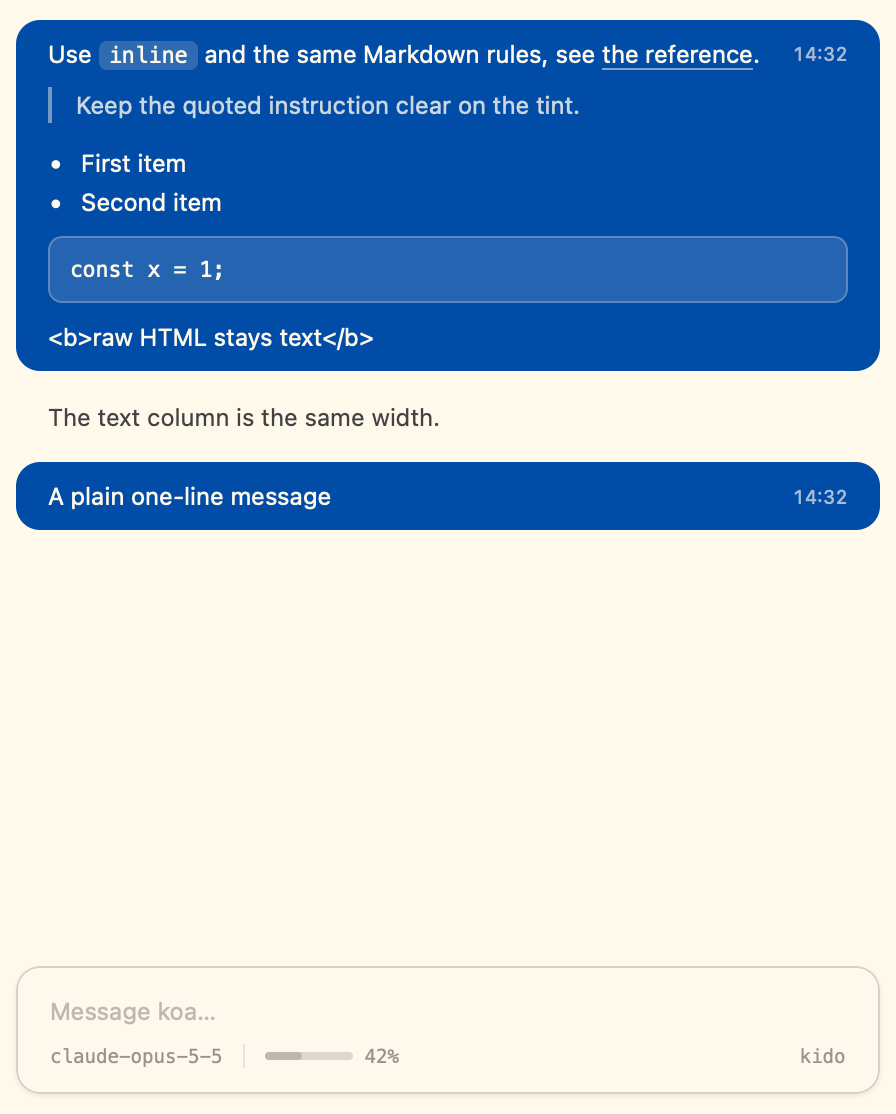 Use inline and the same Markdown rules, see the reference. 14:32
Keep the quoted instruction clear on the tint.
• First item
• Second item
const x = 1;
<b>raw HTML stays text</b>
The text column is the same width.
A plain one-line message 14:32
Message koa...
claude-opus-5-5 42% kido